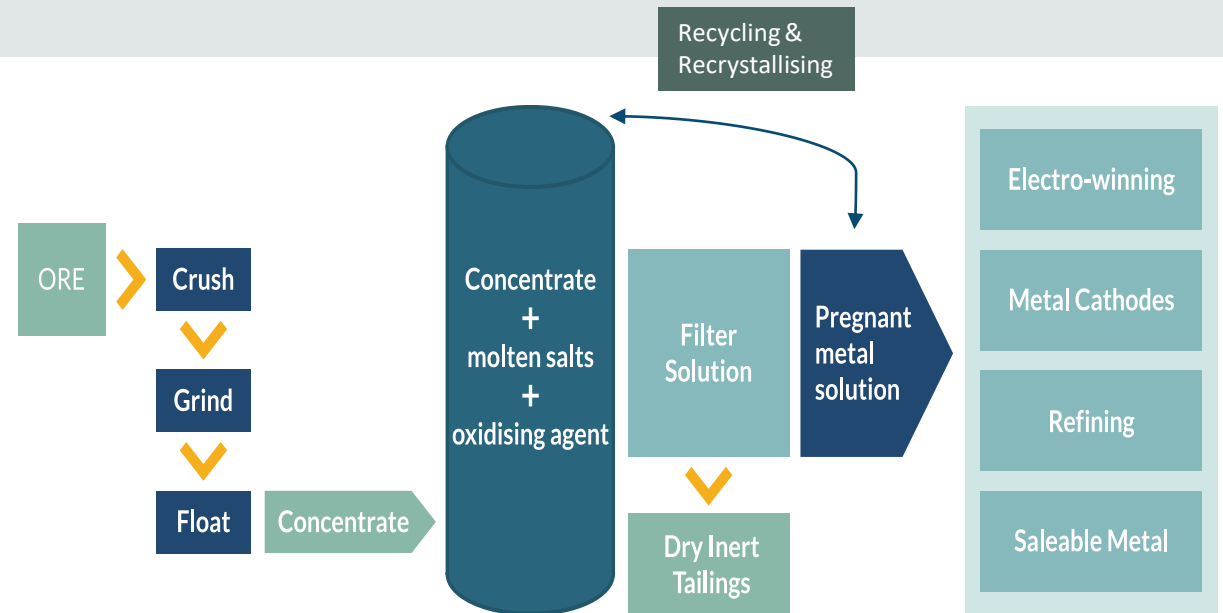 Recycling &
Recrystallising
ORE
Crush
Grind
Float
Concentrate
Concentrate
+
molten salts
+
oxidising agent
Filter
Solution
Dry Inert
Tailings
Pregnant
metal
solution
Electro-winning
Metal Cathodes
Refining
Saleable Metal